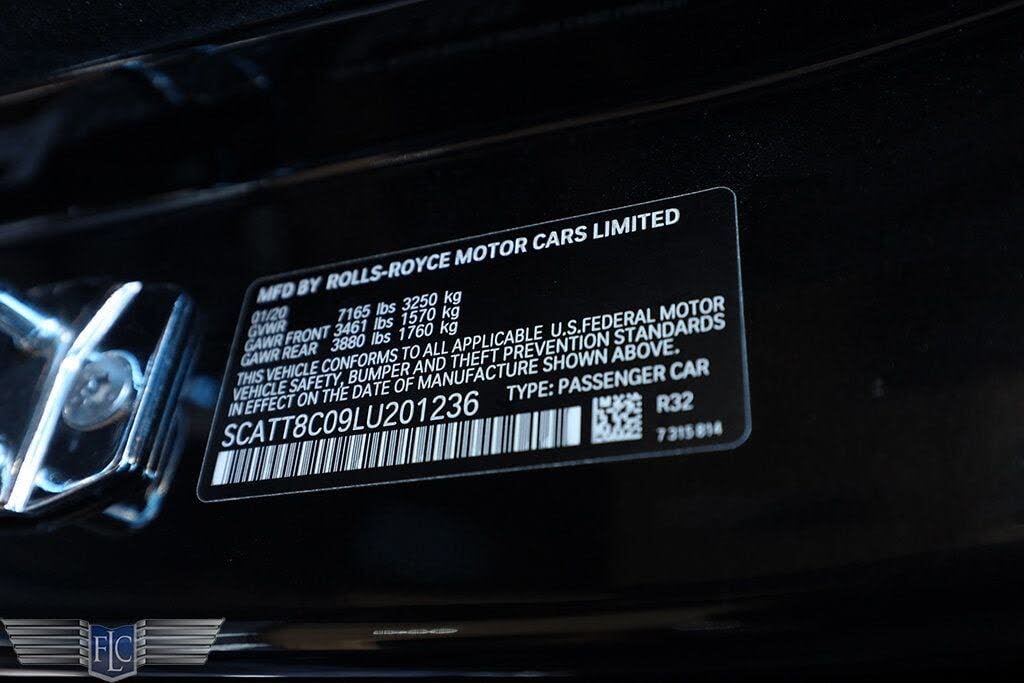 MFD BY ROLLS-ROYCE MOTOR CARS LIMITED
01/20
GVWR 7165 lbs 3250 kg
GAWR FRONT 3461 lbs 1570 kg
GAWR REAR 3880 lbs 1760 kg
THIS VEHICLE CONFORMS TO ALL APPLICABLE U.S.FEDERAL MOTOR
VEHICLE SAFETY, BUMPER AND THEFT PREVENTION STANDARDS
IN EFFECT ON THE DATE OF MANUFACTURE SHOWN ABOVE.
SCATT8C09LU201236 TYPE: PASSENGER CAR
R32
7315814
FLC